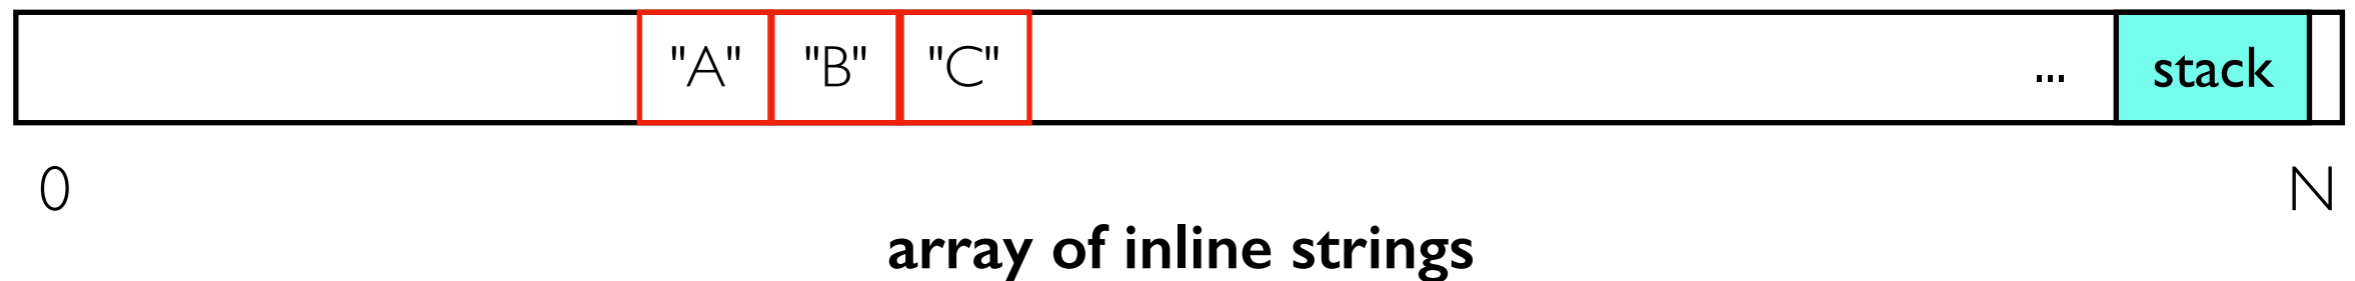 "A" "B" "C" ... stack
0 N
array of inline strings